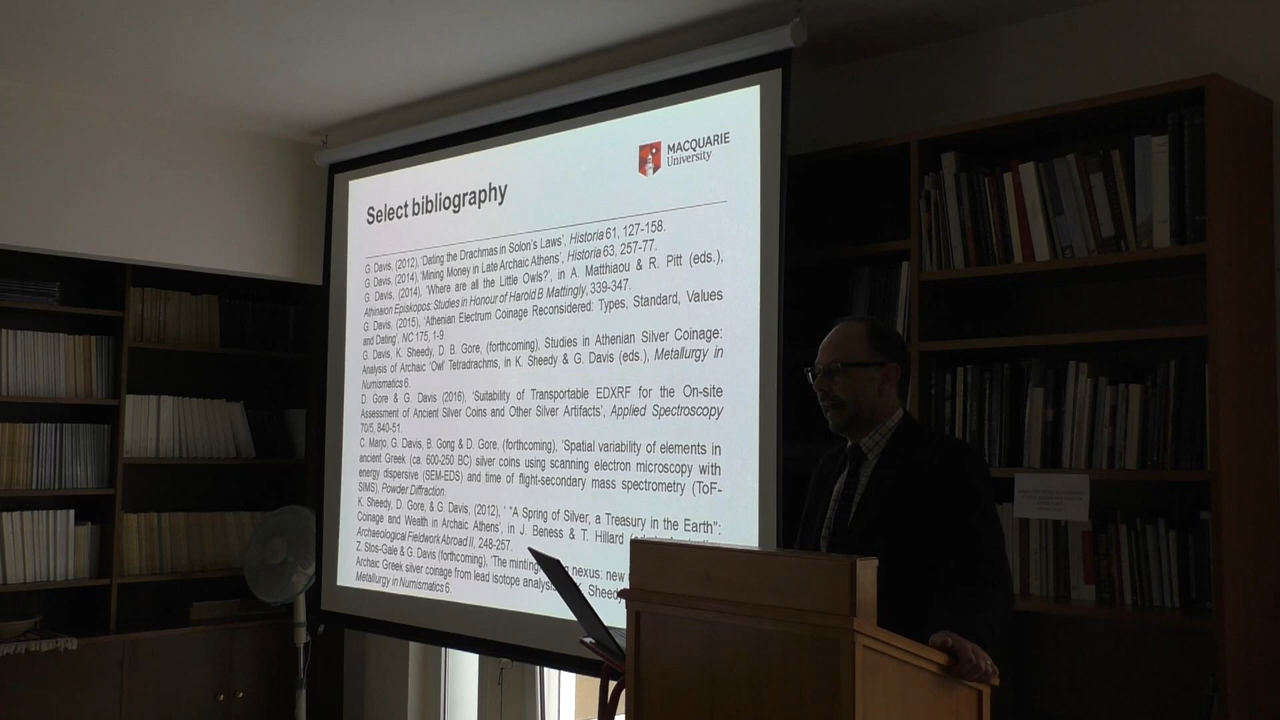 MACQUARIE
University
Select bibliography
G. Davis, (2012), 'Dating the Drachmas in Solon's Laws', Historia 61, 127-158.
G. Davis, (2014), 'Mining Money in Late Archaic Athens', Historia 63, 257-77.
G. Davis, (2014), 'Where are all the Little Owls?', in A. Matthiaou & R. Pitt (eds.),
Athinaion Episkopos: Studies in Honour of Harold B Mattingly, 339-347.
G. Davis, (2015), 'Athenian Electrum Coinage Reconsidered: Types, Standard, Values
and Dating', NC 175, 1-9
G. Davis, K. Sheedy, D. B. Gore, (forthcoming), Studies in Athenian Silver Coinage:
Analysis of Archaic 'Owl' Tetradrachms, in K. Sheedy & G. Davis (eds.), Metallurgy in
Numismatics 6.
D. Gore & G. Davis (2016), 'Suitability of Transportable EDXRF for the On-site
Assessment of Ancient Silver Coins and Other Silver Artifacts', Applied Spectroscopy
70/5, 840-51.
C. Marjo, G. Davis, B. Gong & D. Gore, (forthcoming), 'Spatial variability of elements in
ancient Greek (ca. 600-250 BC) silver coins using scanning electron microscopy with
energy dispersive (SEM-EDS) and time of flight-secondary mass spectrometry (ToF-
SIMS), Powder Diffraction.
K. Sheedy, D. Gore, & G. Davis, (2012), ' "A Spring of Silver, a Treasury in the Earth":
Coinage and Wealth in Archaic Athens', in J. Beness & T. Hillard
Archaeological Fieldwork Abroad II, 248-257.
Z. Stos-Gale & G. Davis (forthcoming), 'The minting nexus: new
Archaic Greek silver coinage from lead isotope analysis Sheedy
Metallurgy in Numismatics 6.